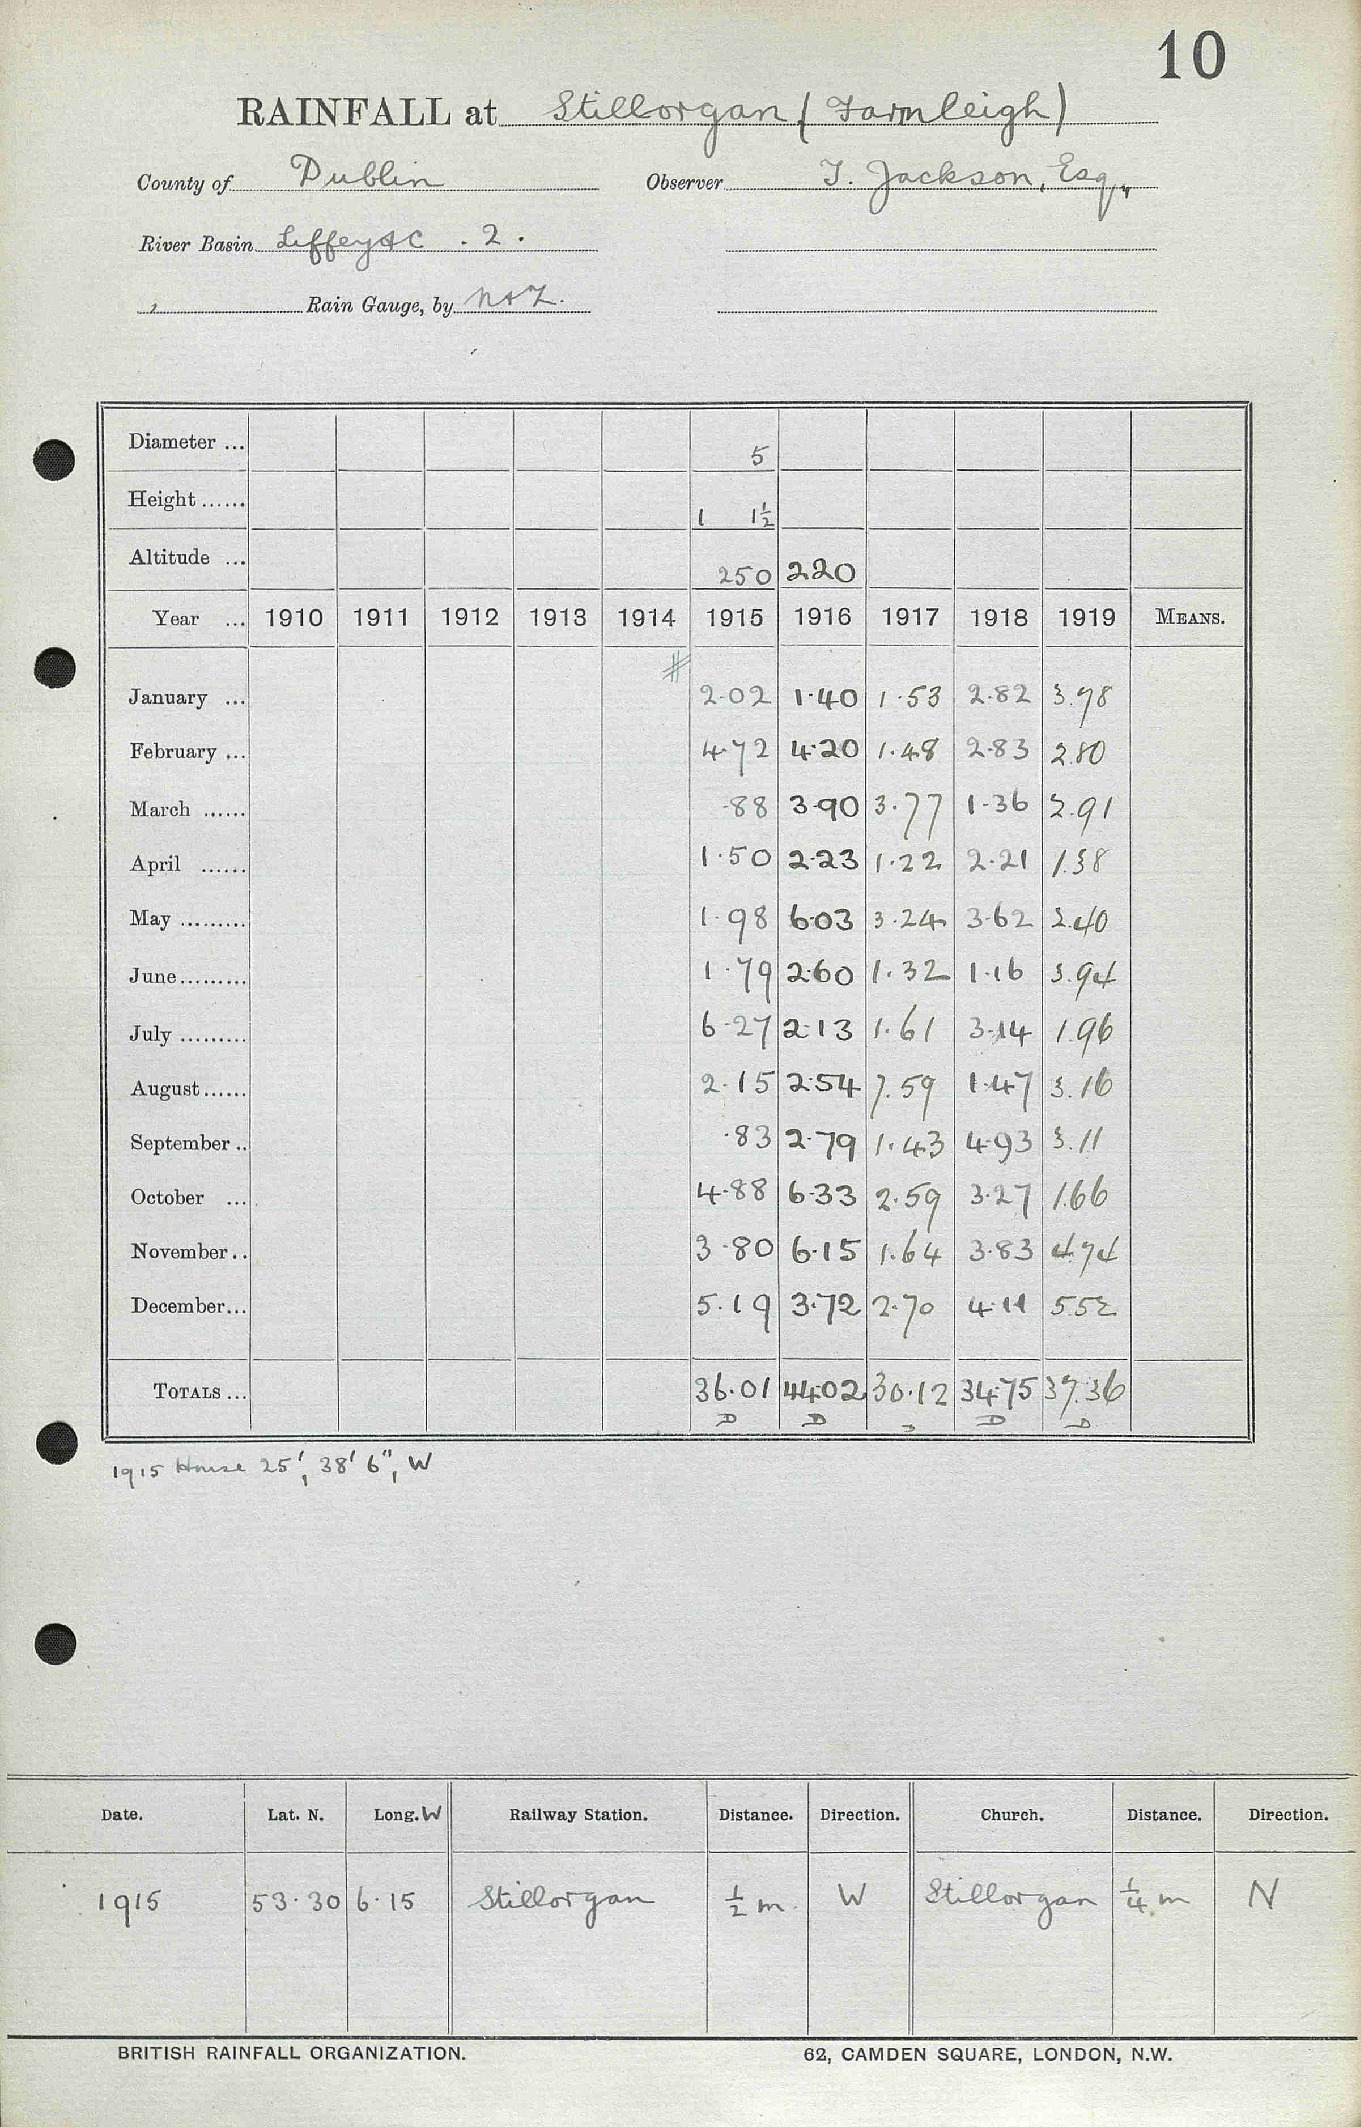 10
RAINFALL at Stillorgan (Farmleigh)
County of Dublin Observer T. Jackson, Esq.,
River Basin Liffey &c . 2 .
Rain Gauge, by N & Z.
Diameter ... 5
Height ...... 1 1½
Altitude ... 250 220
Year ... 1910 1911 1912 1913 1914 1915 1916 1917 1918 1919 MEANS.
#
January ... 2.02 1.40 1.53 2.82 3.78
February ... 4.72 4.20 1.48 2.83 2.80
March ...... .88 3.90 3.77 1.36 2.91
April ...... 1.50 2.23 1.22 2.21 1.38
May ......... 1.98 6.03 3.24 3.62 2.40
June......... 1.79 2.60 1.32 1.16 3.94
July ......... 6.27 2.13 1.61 3.14 1.96
August...... 2.15 2.54 7.59 1.47 3.16
September .. .83 2.79 1.43 4.93 3.11
October ... 4.88 6.33 2.59 3.27 1.66
November.. 3.80 6.15 1.64 3.83 4.74
December... 5.19 3.72 2.70 4.11 5.52
TOTALS ... 36.01 44.02 30.12 34.75 37.36
D D D D
1915 House 25', 38' 6", W
Date. Lat. N. Long. W Railway Station. Distance. Direction. Church. Distance. Direction.
1915 53.30 6.15 Stillorgan ½ m. W Stillorgan ¼ m N
BRITISH RAINFALL ORGANIZATION. 62, CAMDEN SQUARE, LONDON, N.W.